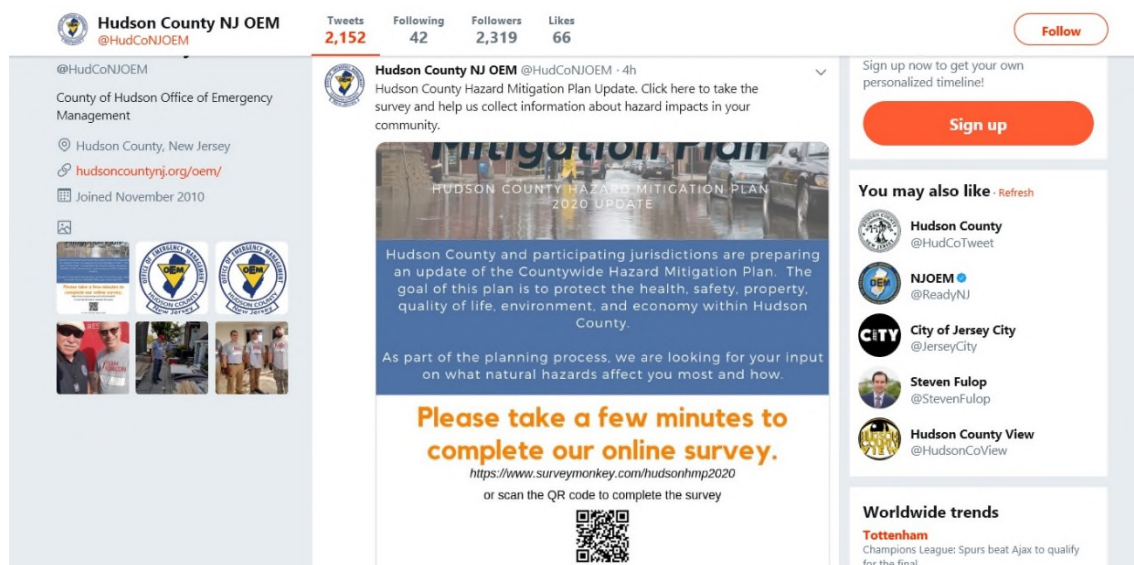 Hudson County NJ OEM
@HudCoNJOEM
Tweets
2,152
Following
42
Followers
2,319
Likes
66
Follow
@HudCoNJOEM
County of Hudson Office of Emergency
Management
Hudson County, New Jersey
hudsoncountynj.org/oem/
Joined November 2010
Hudson County NJ OEM @HudCoNJOEM · 4h
Hudson County Hazard Mitigation Plan Update. Click here to take the
survey and help us collect information about hazard impacts in your
community.
Mitigation Plan
HUDSON COUNTY HAZARD MITIGATION PLAN
2020 UPDATE
Hudson County and participating jurisdictions are preparing
an update of the Countywide Hazard Mitigation Plan. The
goal of this plan is to protect the health, safety, property,
quality of life, environment, and economy within Hudson
County.
As part of the planning process, we are looking for your input
on what natural hazards affect you most and how.
Please take a few minutes to
complete our online survey.
https://www.surveymonkey.com/hudsonhmp2020
or scan the QR code to complete the survey
Sign up now to get your own
personalized timeline!
Sign up
You may also like · Refresh
Hudson County
@HudCoTweet
NJOEM
@ReadyNJ
City of Jersey City
@JerseyCity
Steven Fulop
@StevenFulop
Hudson County View
@HudsonCoView
Worldwide trends
Tottenham
Champions League: Spurs beat Ajax to qualify
for the final